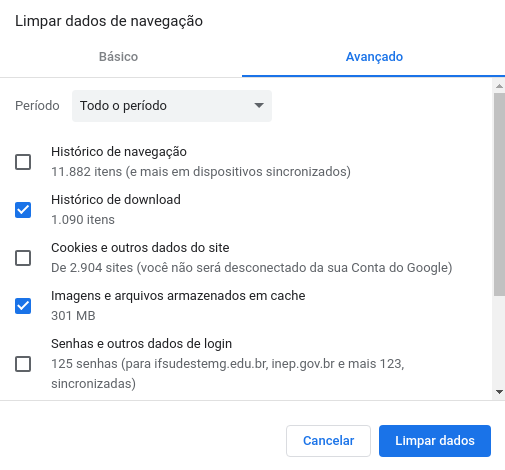 Limpar dados de navegação
Básico
Avançado
Período
Todo o período
Histórico de navegação
11.882 itens (e mais em dispositivos sincronizados)
Histórico de download
1.090 itens
Cookies e outros dados do site
De 2.904 sites (você não será desconectado da sua Conta do Google)
Imagens e arquivos armazenados em cache
301 MB
Senhas e outros dados de login
125 senhas (para ifsudestemg.edu.br, inep.gov.br e mais 123,
sincronizadas)
Cancelar
Limpar dados